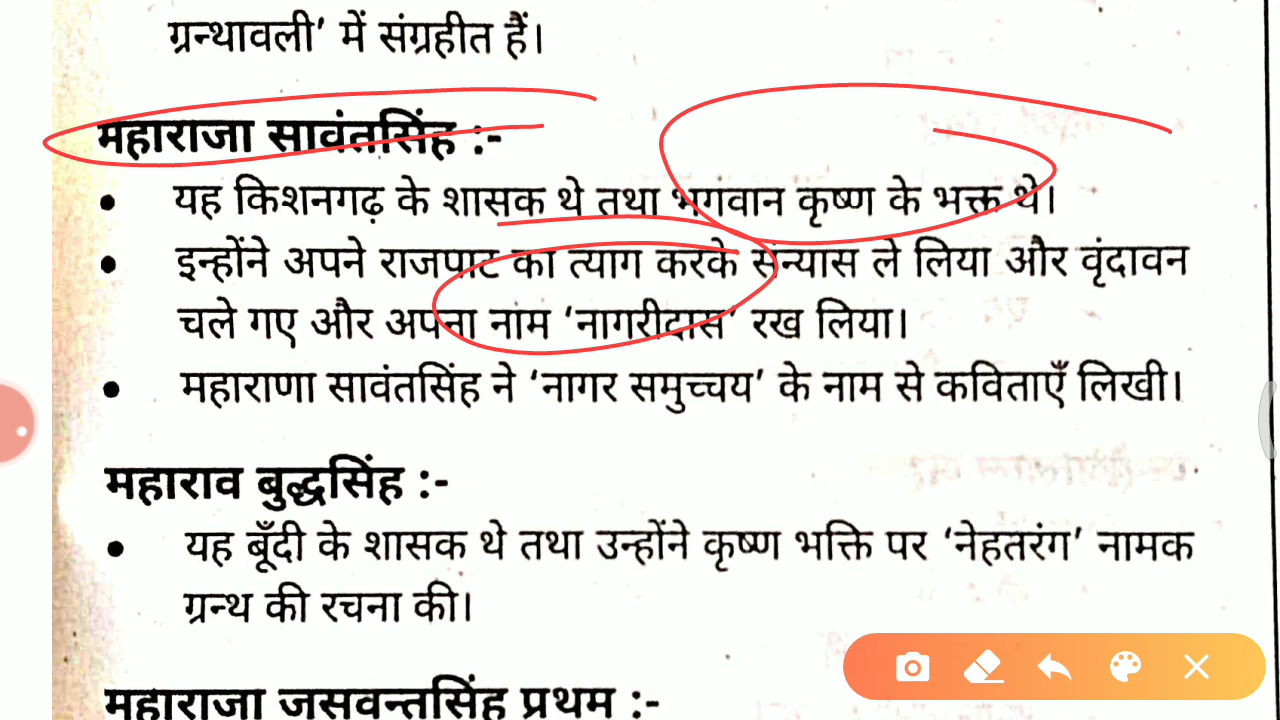 ग्रन्थावली’ में संग्रहीत हैं।
महाराजा सावंतसिंह :-
• यह किशनगढ़ के शासक थे तथा भगवान कृष्ण के भक्त थे।
• इन्होंने अपने राजपाट का त्याग करके संन्यास ले लिया और वृंदावन
चले गए और अपना नाम ‘नागरीदास’ रख लिया।
• महाराणा सावंतसिंह ने ‘नागर समुच्चय’ के नाम से कविताएँ लिखी।
महाराव बुद्धसिंह :-
• यह बूँदी के शासक थे तथा उन्होंने कृष्ण भक्ति पर ‘नेहतरंग’ नामक
ग्रन्थ की रचना की।
महाराजा जसवन्तसिंह प्रथम :-